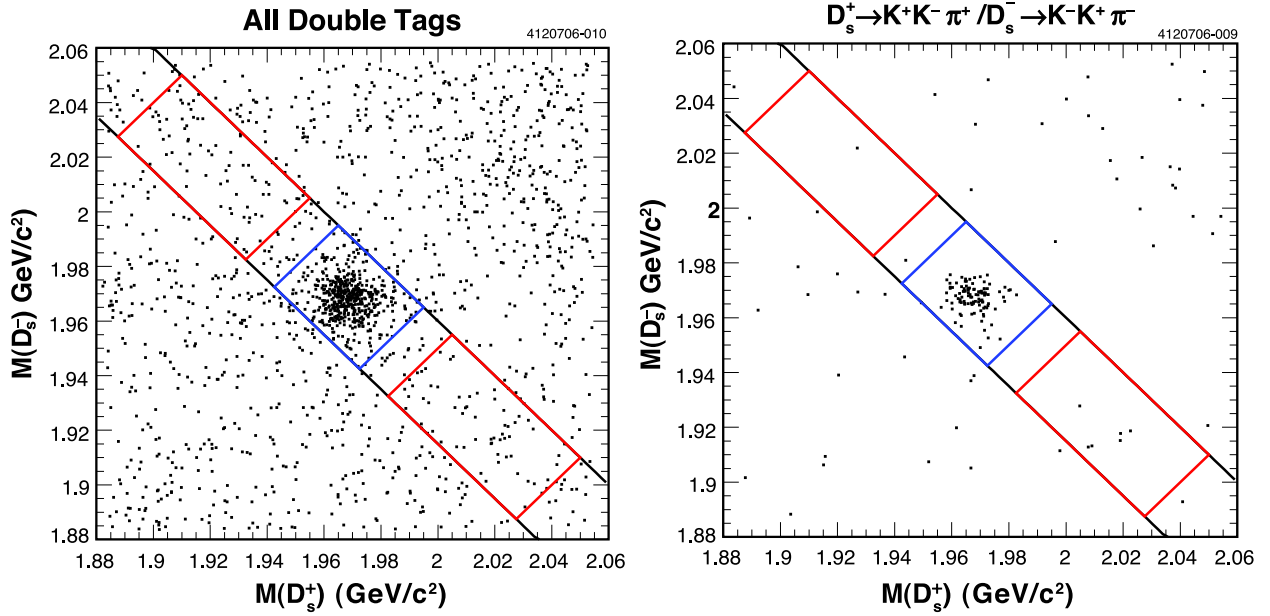 All Double Tags
4120706-010
2.06
2.04
2.02
2
1.98
1.96
1.94
1.92
1.9
1.88
M(D_s^-) GeV/c²)
1.88 1.9 1.92 1.94 1.96 1.98 2 2.02 2.04 2.06
M(D_s^+) (GeV/c²)
D_s^+→K^+K^-π^+/D_s^-→K^-K^+π^-
4120706-009
2.06
2.04
2.02
2
1.98
1.96
1.94
1.92
1.9
1.88
M(D_s^-) GeV/c²)
1.88 1.9 1.92 1.94 1.96 1.98 2 2.02 2.04 2.06
M(D_s^+) (GeV/c²)